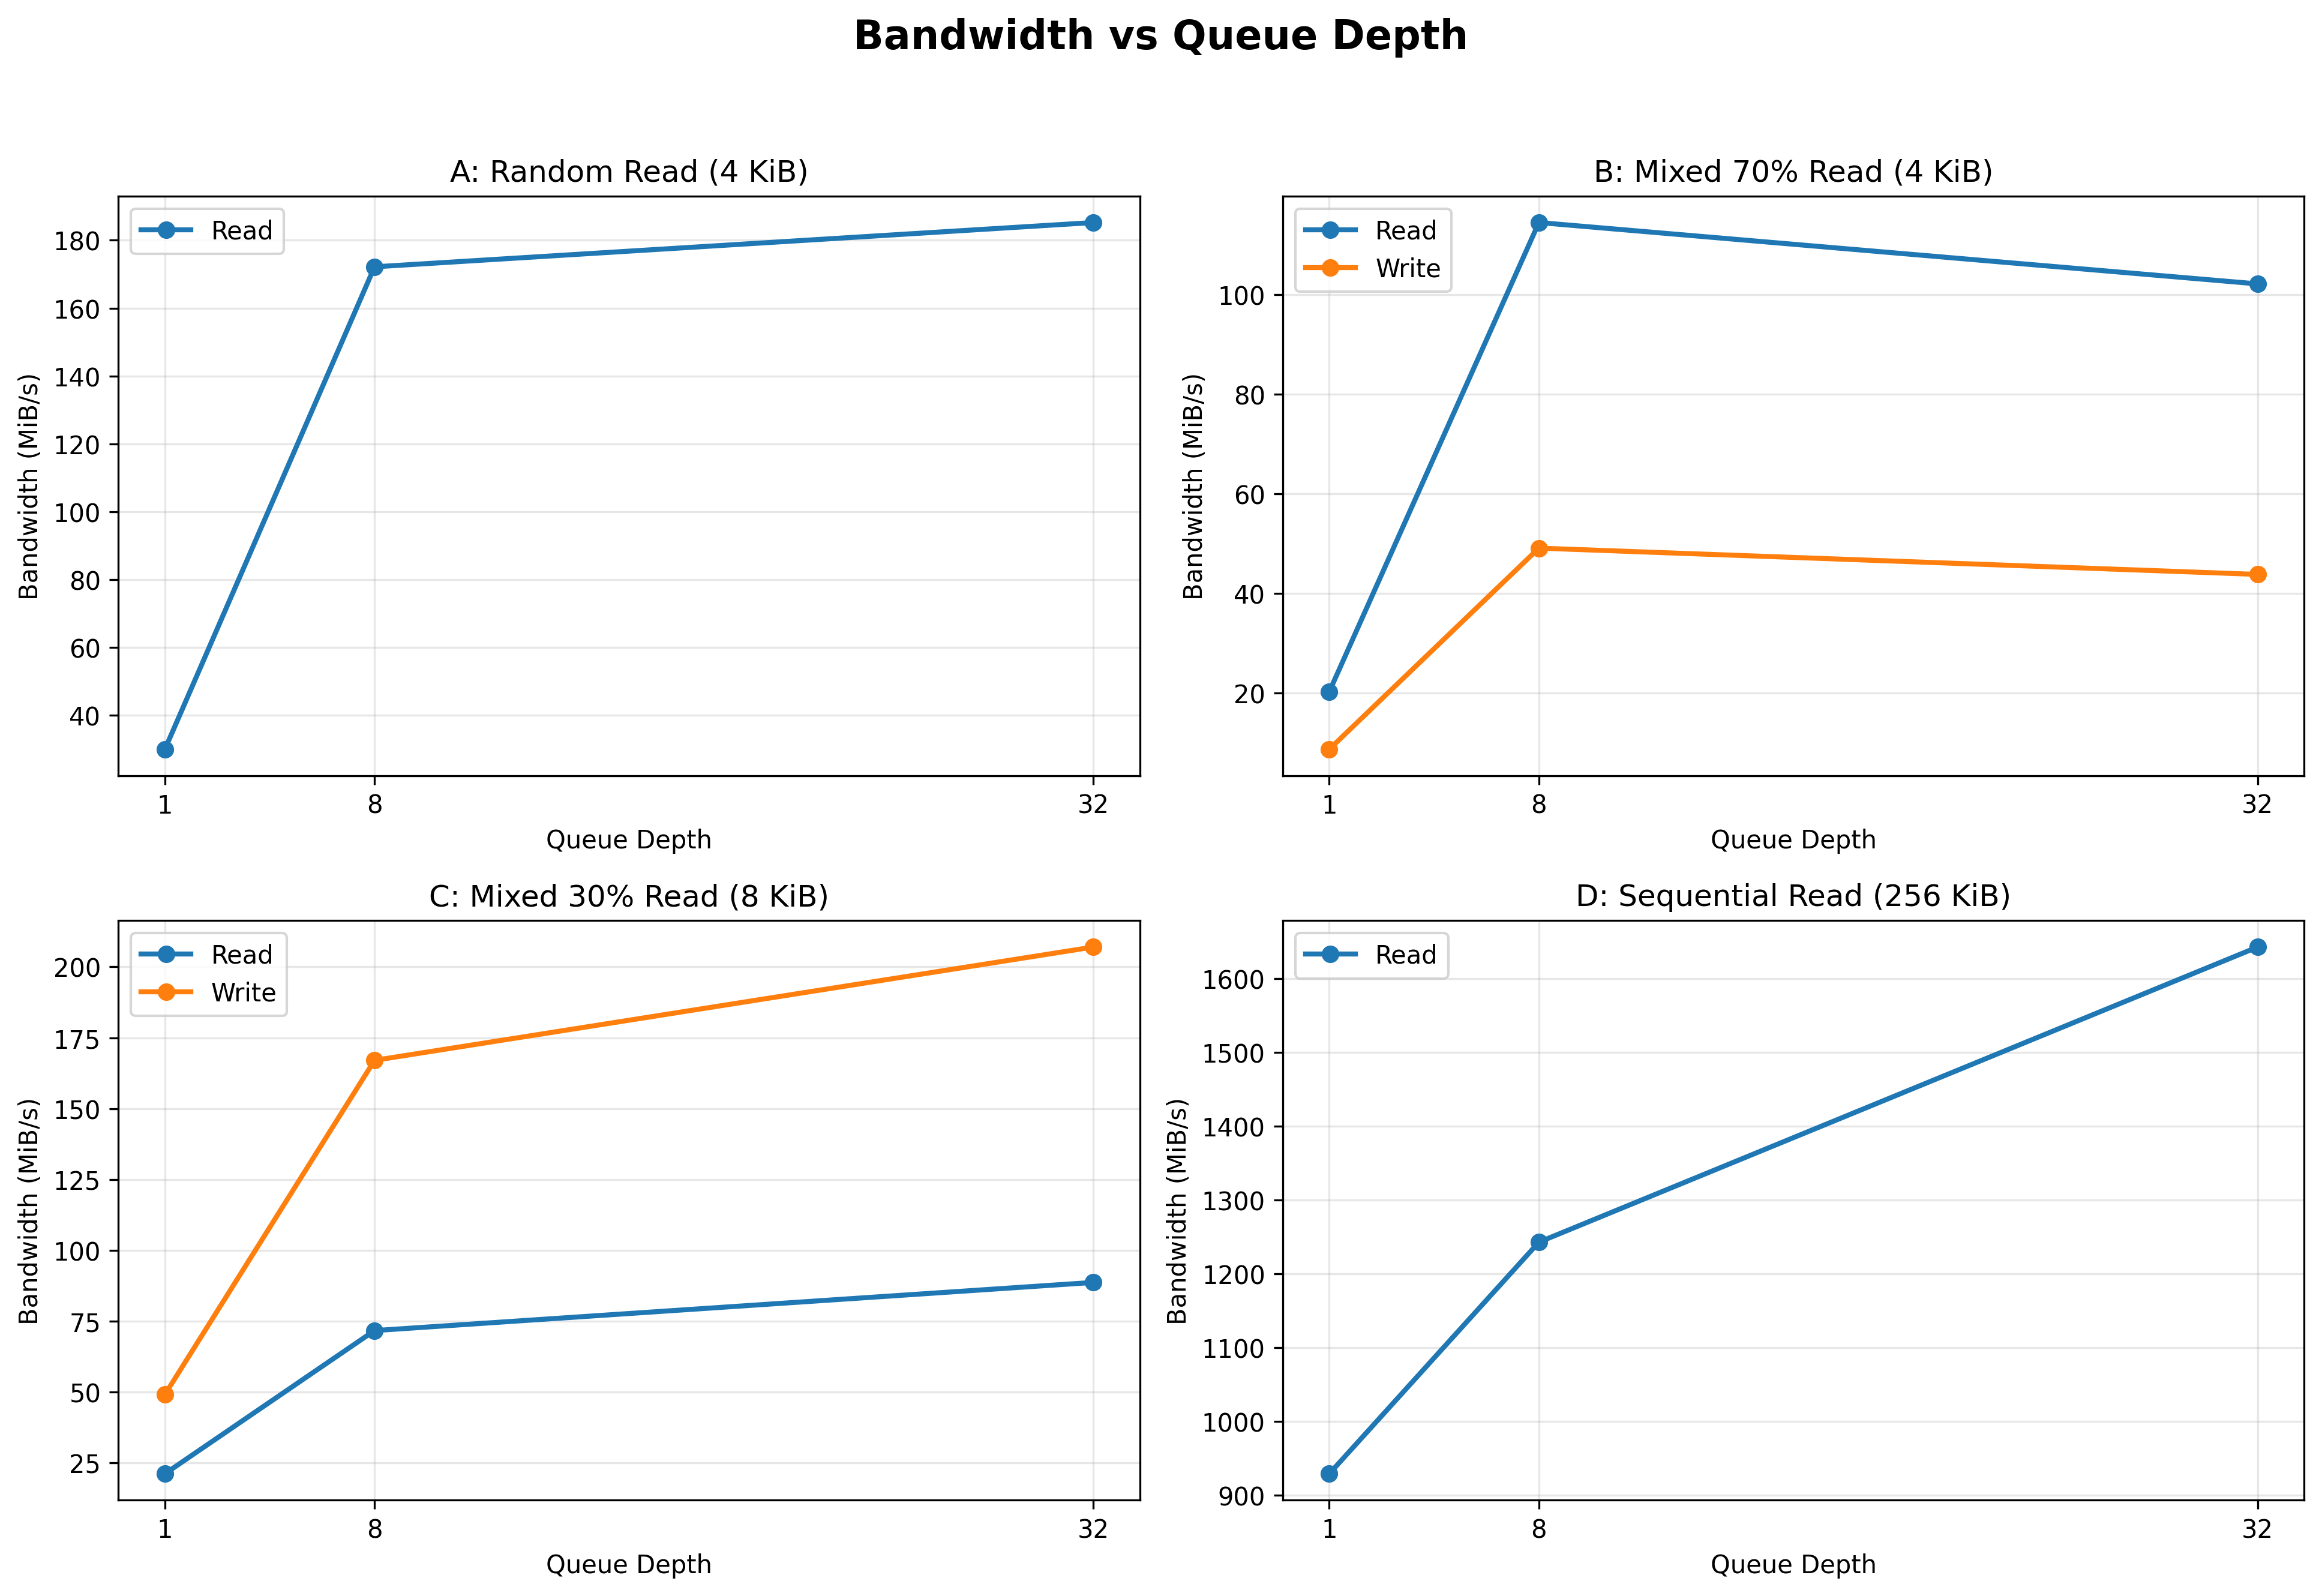 Bandwidth vs Queue Depth
A: Random Read (4 KiB)
Read
Bandwidth (MiB/s)
180
160
140
120
100
80
60
40
1
8
32
Queue Depth
B: Mixed 70% Read (4 KiB)
Read
Write
Bandwidth (MiB/s)
100
80
60
40
20
1
8
32
Queue Depth
C: Mixed 30% Read (8 KiB)
Read
Write
Bandwidth (MiB/s)
200
175
150
125
100
75
50
25
1
8
32
Queue Depth
D: Sequential Read (256 KiB)
Read
Bandwidth (MiB/s)
1600
1500
1400
1300
1200
1100
1000
900
1
8
32
Queue Depth